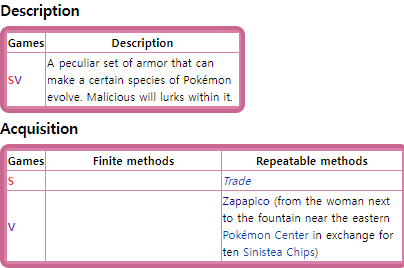 Description
Games Description
SV A peculiar set of armor that can
make a certain species of Pokémon
evolve. Malicious will lurks within it.
Acquisition
Games Finite methods Repeatable methods
S Trade
V Zapapico (from the woman next
to the fountain near the eastern
Pokémon Center in exchange for
ten Sinistea Chips)